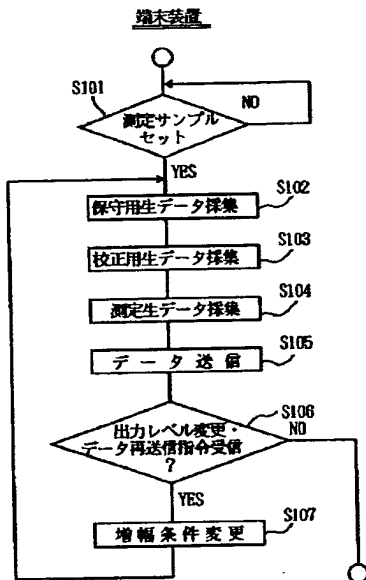 端末装置
S101
NO
測定サンプル
セット
YES
S102
保守用生データ採集
S103
校正用生データ採集
S104
測定生データ採集
S105
データ送信
S106
出力レベル変更・
データ再送信指令受信
?
NO
YES
S107
増幅条件変更